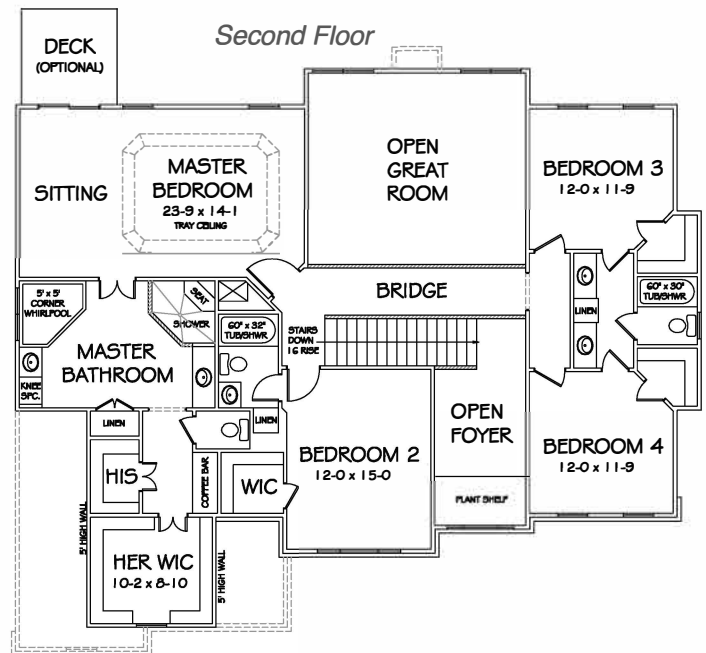 Second Floor
DECK
(OPTIONAL)
SITTING
MASTER
BEDROOM
23-9 x 14-1
TRAY CEILING
OPEN
GREAT
ROOM
BEDROOM 3
12-0 x 11-9
BRIDGE
5' x 5'
CORNER
WHIRLPOOL
SEAT
SHOWER
60" x 32"
TUB/SHWR
STAIRS
DOWN
16 RISE
LINEN
60" x 30"
TUB/SHWR
MASTER
BATHROOM
KNEE
SPC.
LINEN
LINEN
HIS
COFFEE BAR
WIC
BEDROOM 2
12-0 x 15-0
OPEN
FOYER
PLANT SHELF
BEDROOM 4
12-0 x 11-9
5' HIGH WALL
HER WIC
10-2 x 8-10
5' HIGH WALL